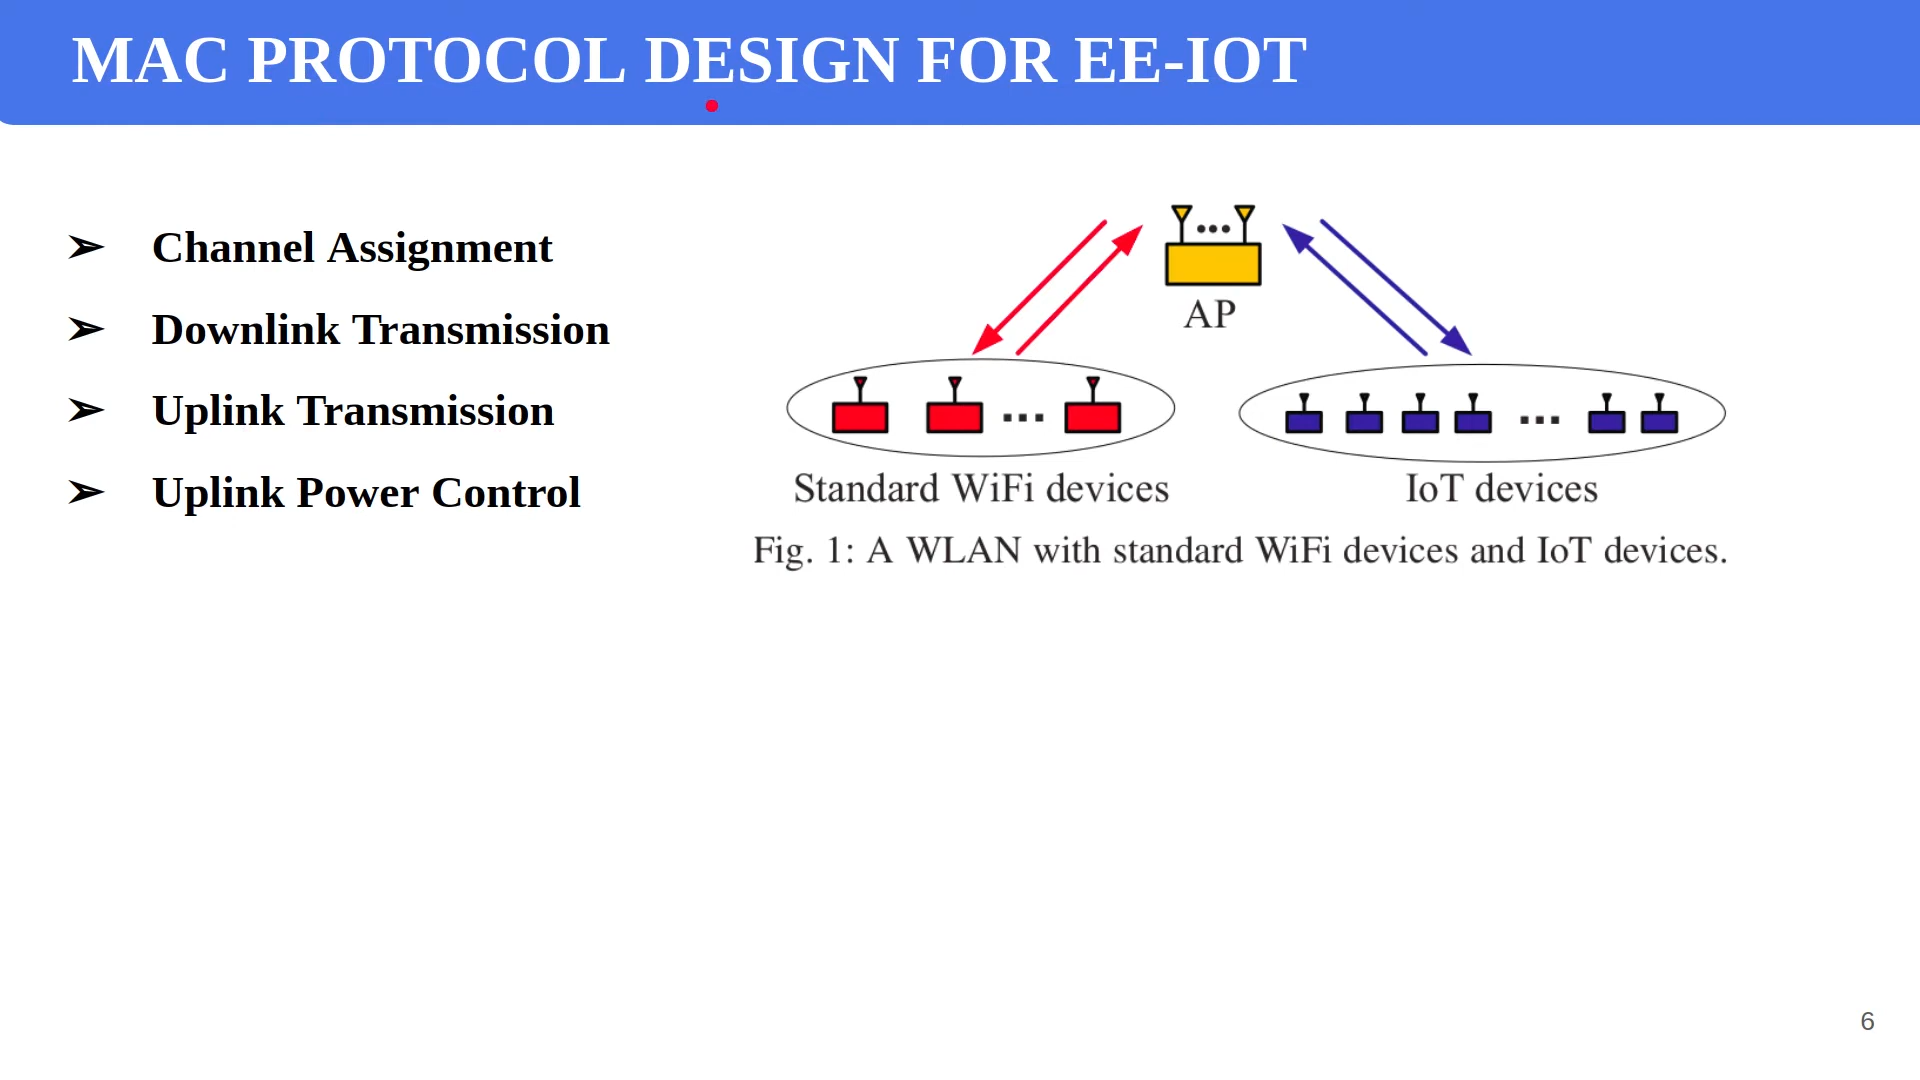 MAC PROTOCOL DESIGN FOR EE-IOT
➢ Channel Assignment
➢ Downlink Transmission
➢ Uplink Transmission
➢ Uplink Power Control
AP
Standard WiFi devices
IoT devices
Fig. 1: A WLAN with standard WiFi devices and IoT devices.
6